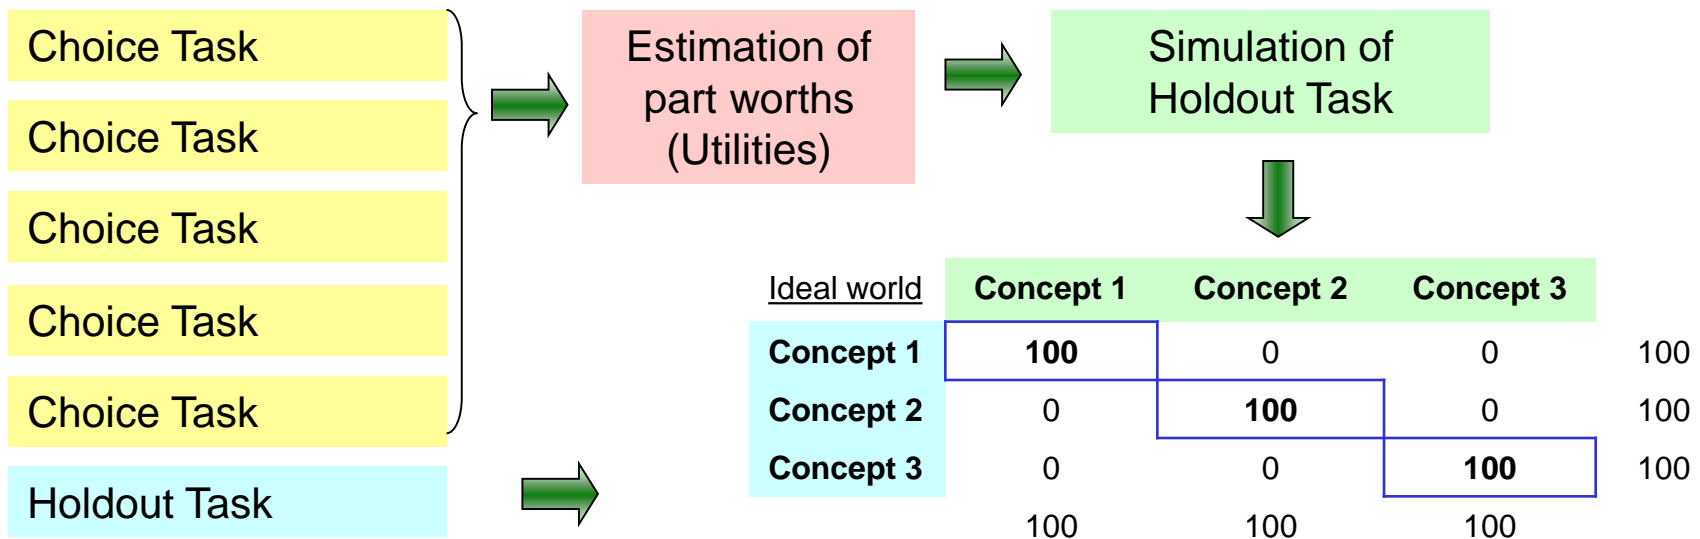 Choice Task
Choice Task
Choice Task
Choice Task
Choice Task
Holdout Task
Estimation of
part worths
(Utilities)
Simulation of
Holdout Task
Ideal world Concept 1 Concept 2 Concept 3
Concept 1 100 0 0 100
Concept 2 0 100 0 100
Concept 3 0 0 100 100
100 100 100